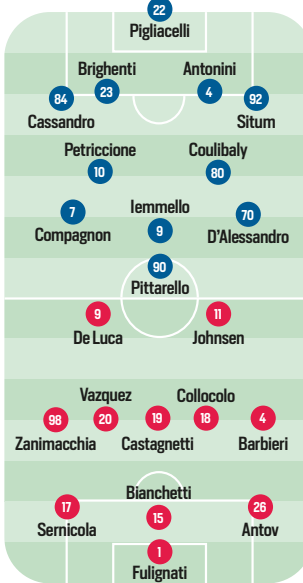 22
Pigliacelli
Brighenti Antonini
84 23 4 92
Cassandro Situm
Petriccione Coulibaly
10 80
7 Iemmello 70
Compagnon 9 D'Alessandro
90
Pittarello
9 11
De Luca Johnsen
Vazquez Collocolo
98 20 19 18 4
Zanimacchia Castagnetti Barbieri
Bianchetti
17 15 26
Sernicola Antov
1
Fulignati